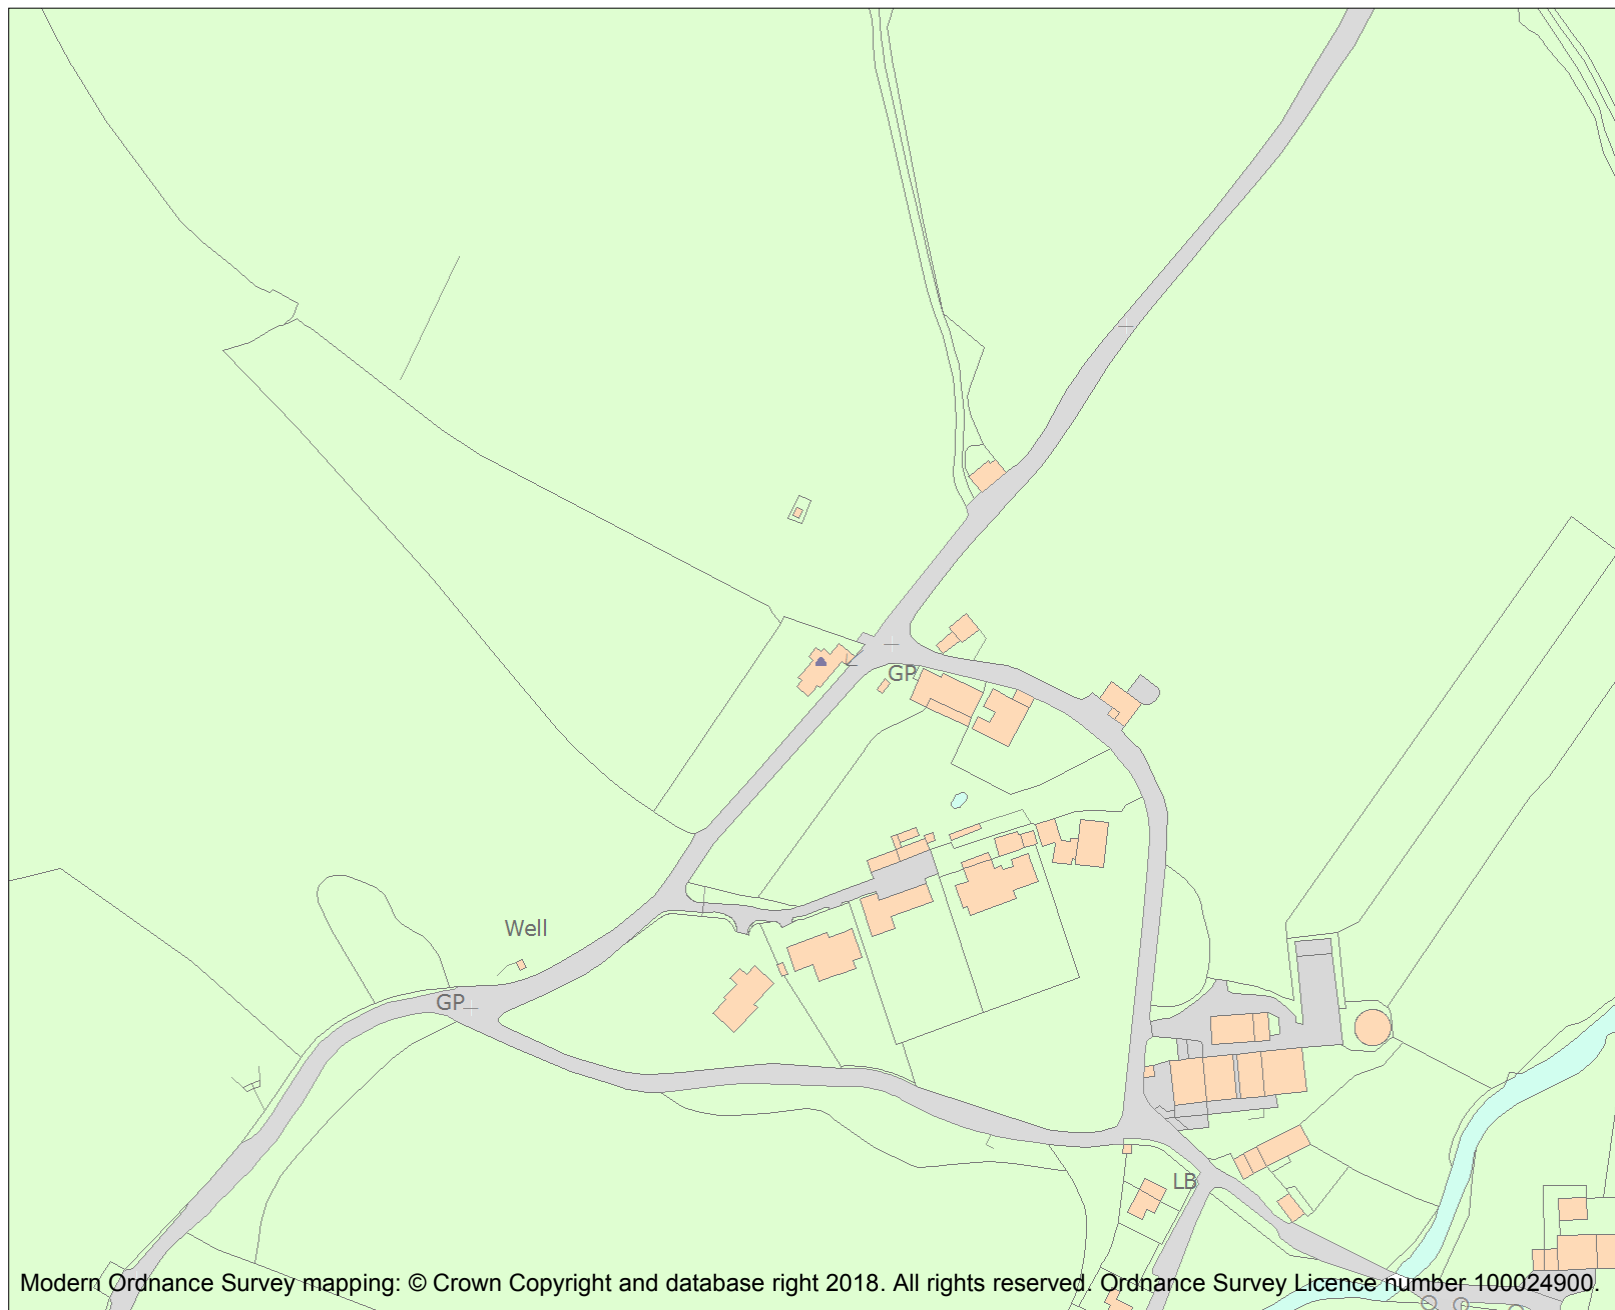 GP
Well
GP
LB
Modern Ordnance Survey mapping: © Crown Copyright and database right 2018. All rights reserved. Ordnance Survey Licence number 100024900.